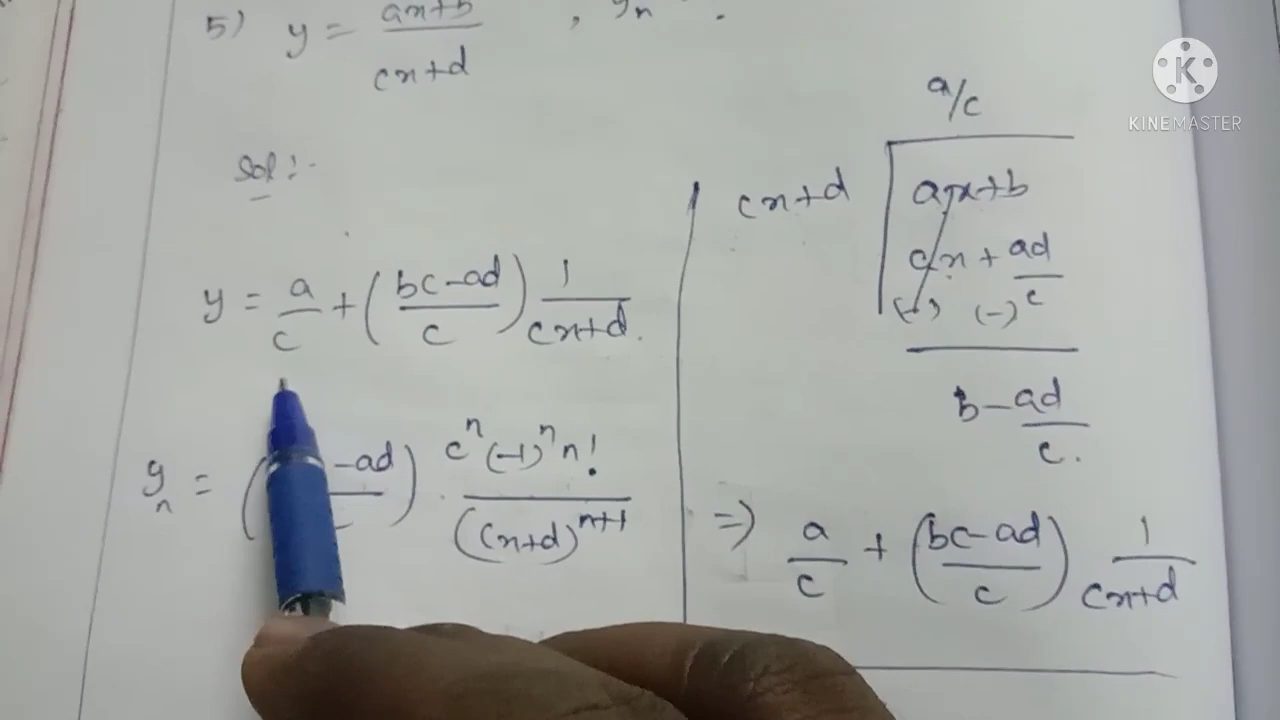 5) y = ax+b / cx+d , yn .
Sol :-
y = a/c + (bc-ad / c) 1 / cx+d.
yn = ( -ad / c ) . c^n (-1)^n n! / (cx+d)^n+1
a/c
cx+d ax+b
cx + ad/c
(-) (-)
b - ad/c.
=> a/c + (bc-ad / c) 1 / cx+d
K
KINEMASTER